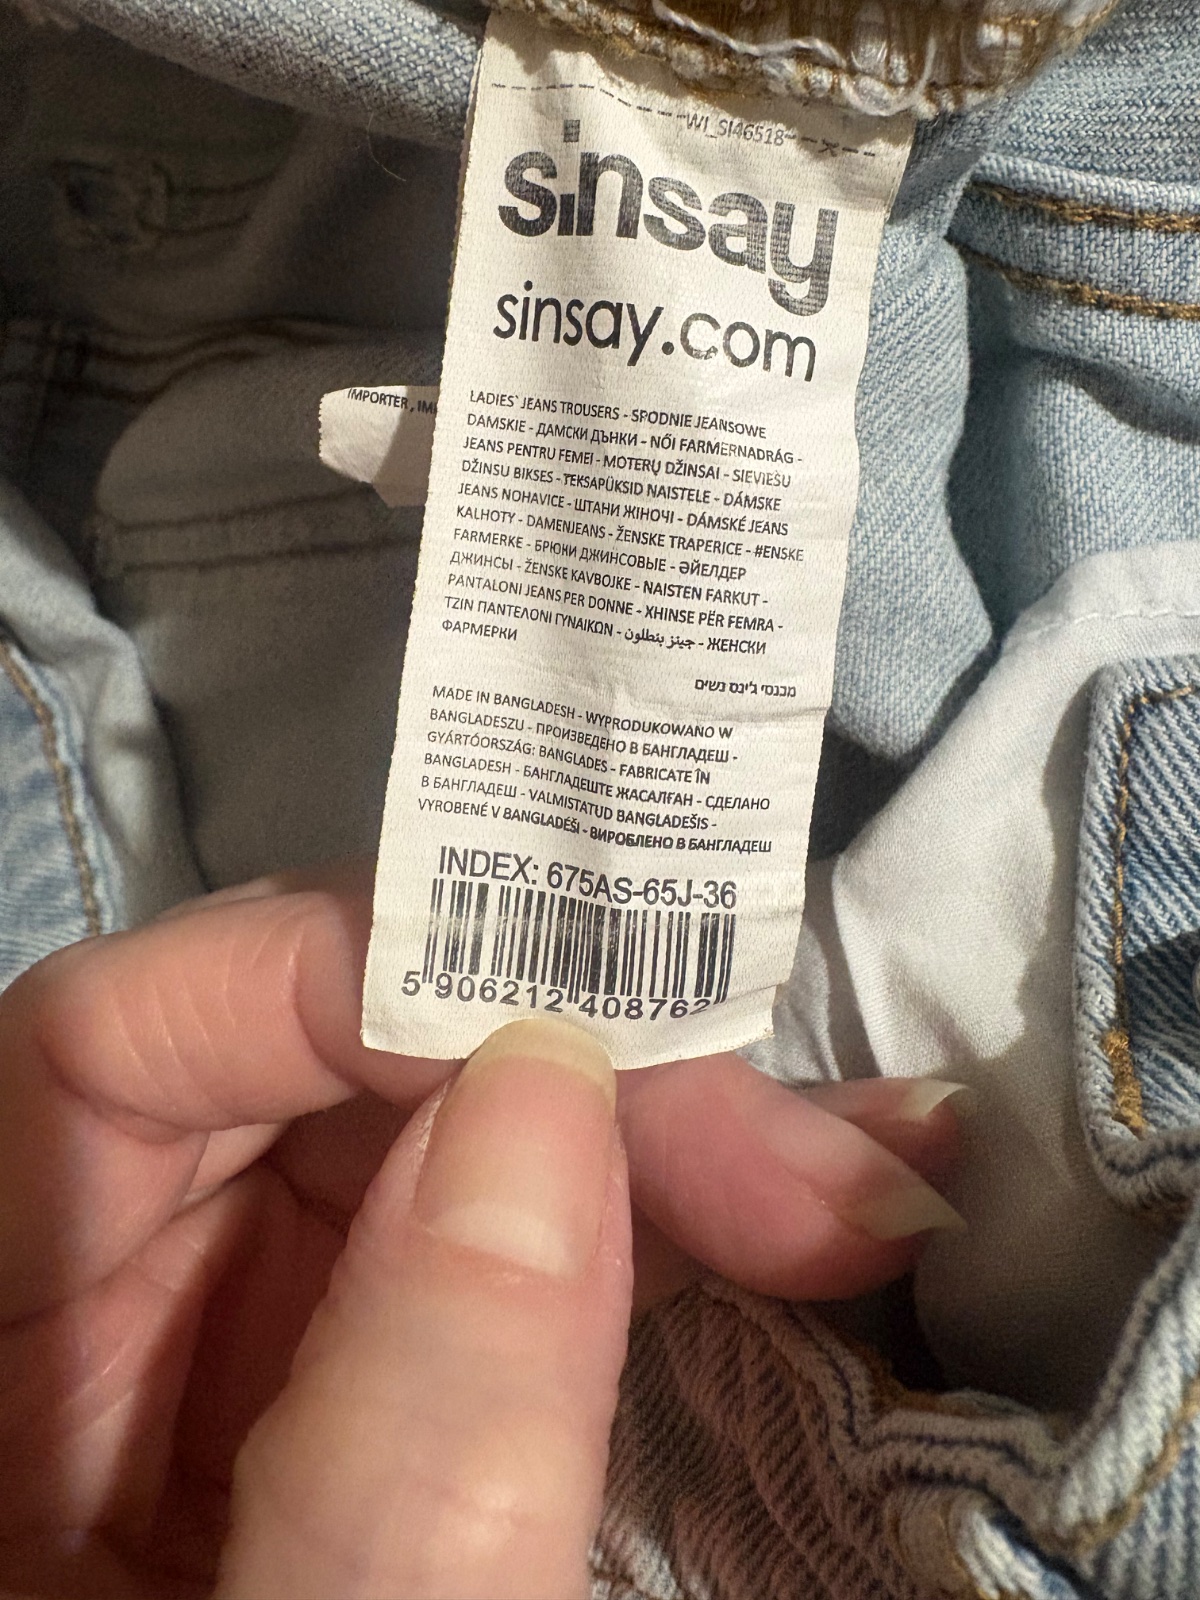 WI_SI46518
sinsay
sinsay.com
IMPORTER, IM
LADIES` JEANS TROUSERS - SPODNIE JEANSOWE
DAMSKIE - ДАМСКИ ДЪНКИ - NŐI FARMERNADRÁG -
JEANS PENTRU FEMEI - MOTERŲ DŽINSAI - SIEVIEŠU
DŽINSU BIKSES - TEKSAPÜKSID NAISTELE - DÁMSKE
JEANS NOHAVICE - ШТАНИ ЖІНОЧІ - DÁMSKÉ JEANS
KALHOTY - DAMENJEANS - ŽENSKE TRAPERICE - #ENSKE
FARMERKE - БРЮКИ ДЖИНСОВЫЕ - ӘЙЕЛДЕР
ДЖИНСЫ - ŽENSKE KAVBOJKE - NAISTEN FARKUT -
PANTALONI JEANS PER DONNE - XHINSE PËR FEMRA -
TZIN ΠΑΝΤΕΛΟΝΙ ΓΥΝΑΙΚΩΝ - جينز بنطلون - ЖЕНСКИ
ФАРМЕРКИ
מכנסי ג'ינס נשים
MADE IN BANGLADESH - WYPRODUKOWANO W
BANGLADESZU - ПРОИЗВЕДЕНО В БАНГЛАДЕШ -
GYÁRTÓORSZÁG: BANGLADES - FABRICATE ÎN
BANGLADESH - БАНГЛАДЕШТЕ ЖАСАЛҒАН - СДЕЛАНО
В БАНГЛАДЕШ - VALMISTATUD BANGLADEŠIS -
VYROBENÉ V BANGLADÉŠI - ВИРОБЛЕНО В БАНГЛАДЕШ
INDEX: 675AS-65J-36
5 906212 408762